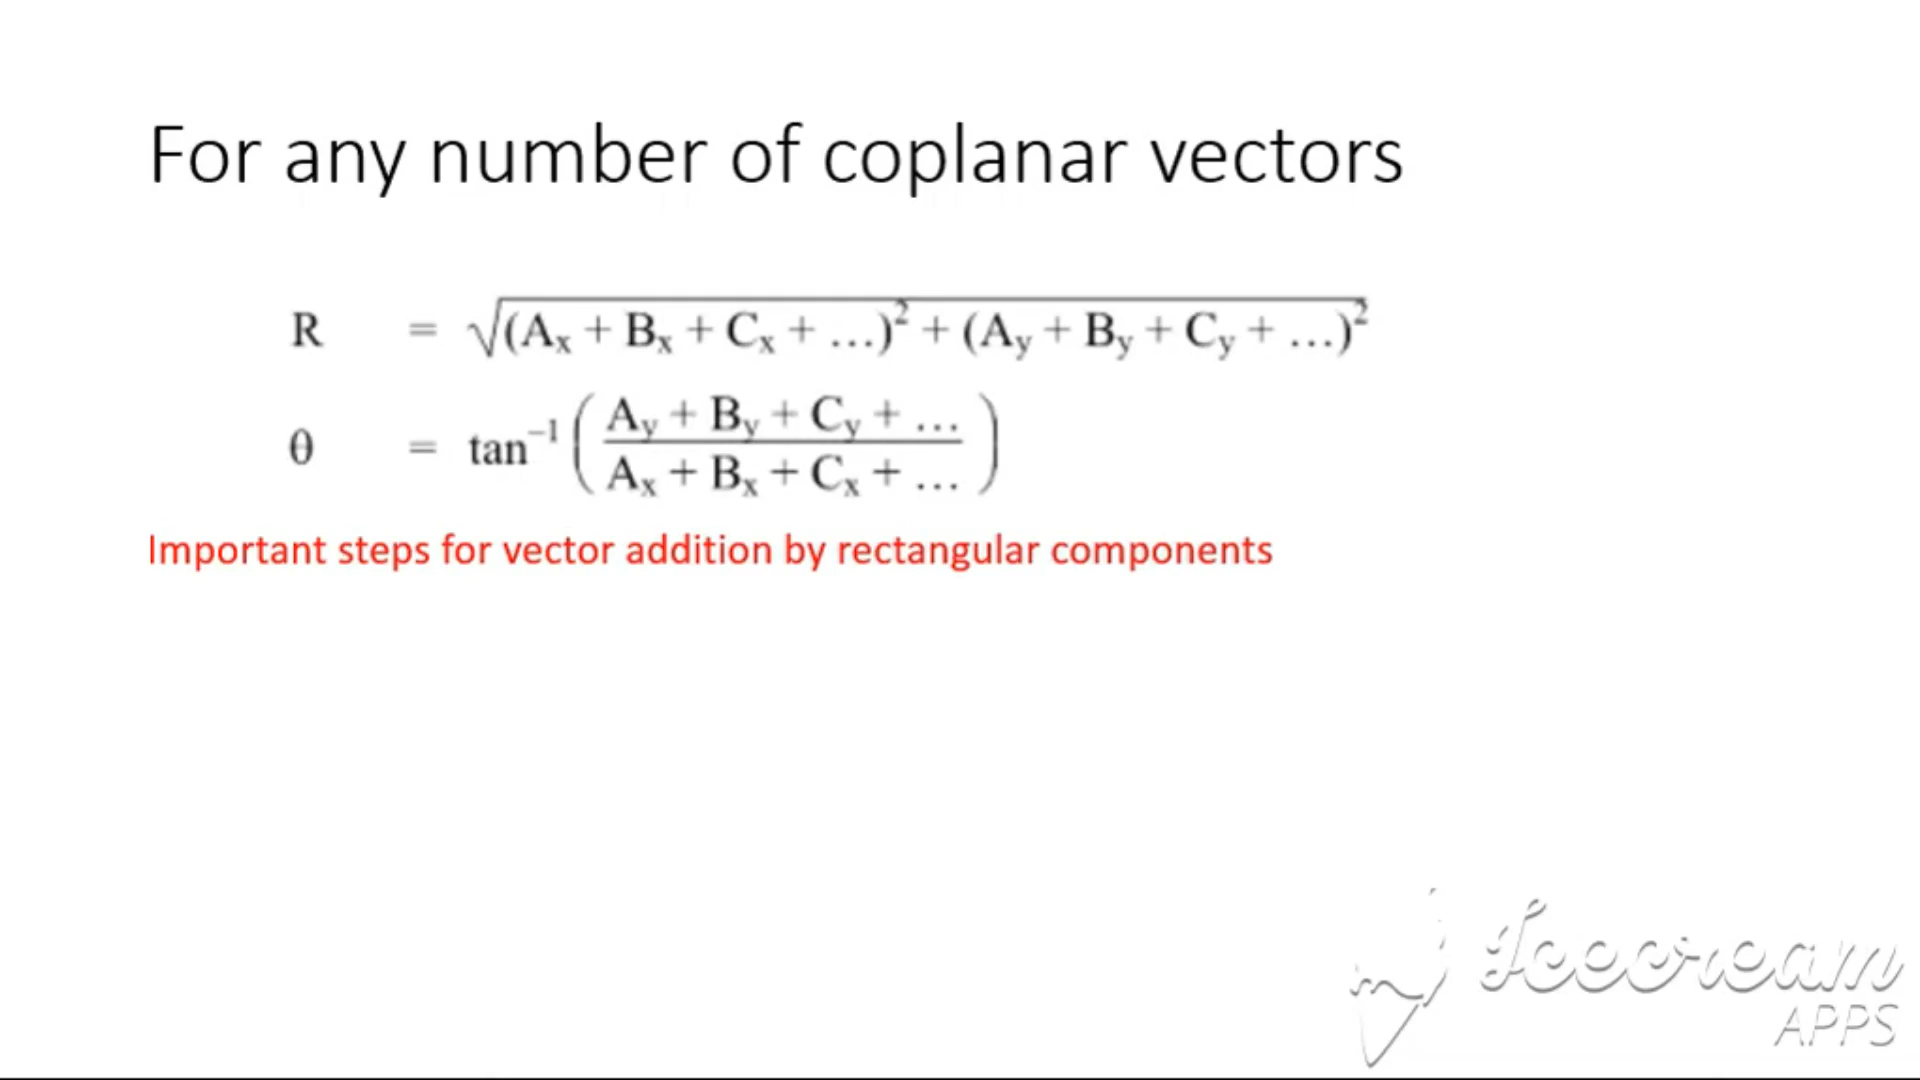 For any number of coplanar vectors
R = √(Aₓ + Bₓ + Cₓ + ...)² + (Aᵧ + Bᵧ + Cᵧ + ...)²
θ = tan⁻¹ ( Aᵧ + Bᵧ + Cᵧ + ...
Aₓ + Bₓ + Cₓ + ... )
Important steps for vector addition by rectangular components
Icecream
APPS